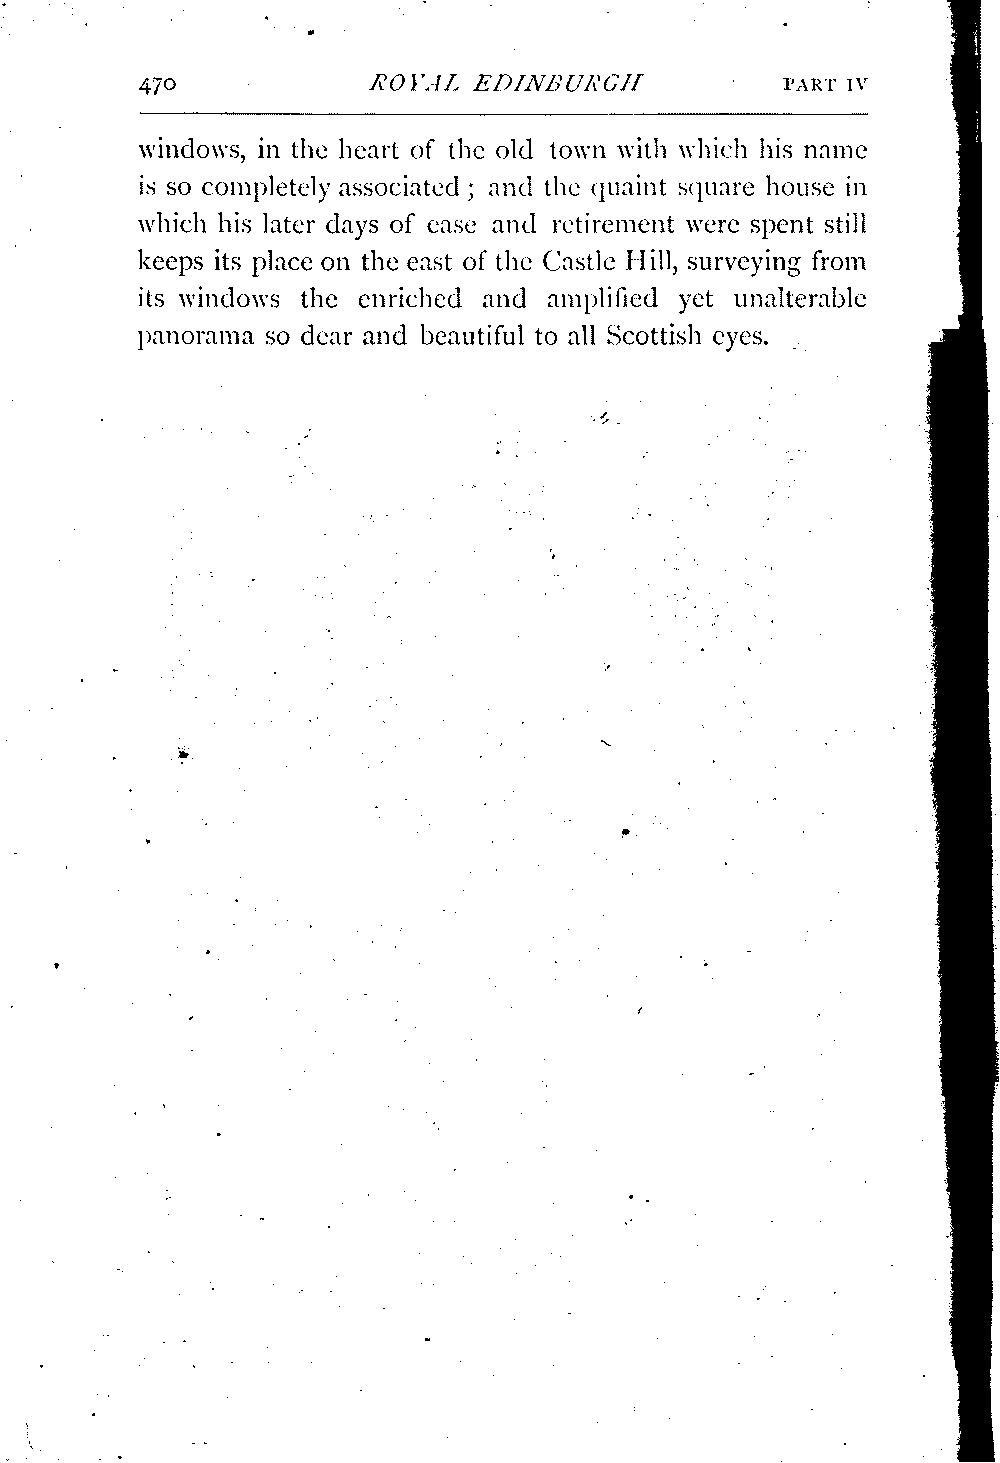 470 ROYAL EDINBURGH PART IV
windows, in the heart of the old town with which his name
is so completely associated ; and the quaint square house in
which his later days of ease and retirement were spent still
keeps its place on the east of the Castle Hill, surveying from
its windows the enriched and amplified yet unalterable
panorama so dear and beautiful to all Scottish eyes.